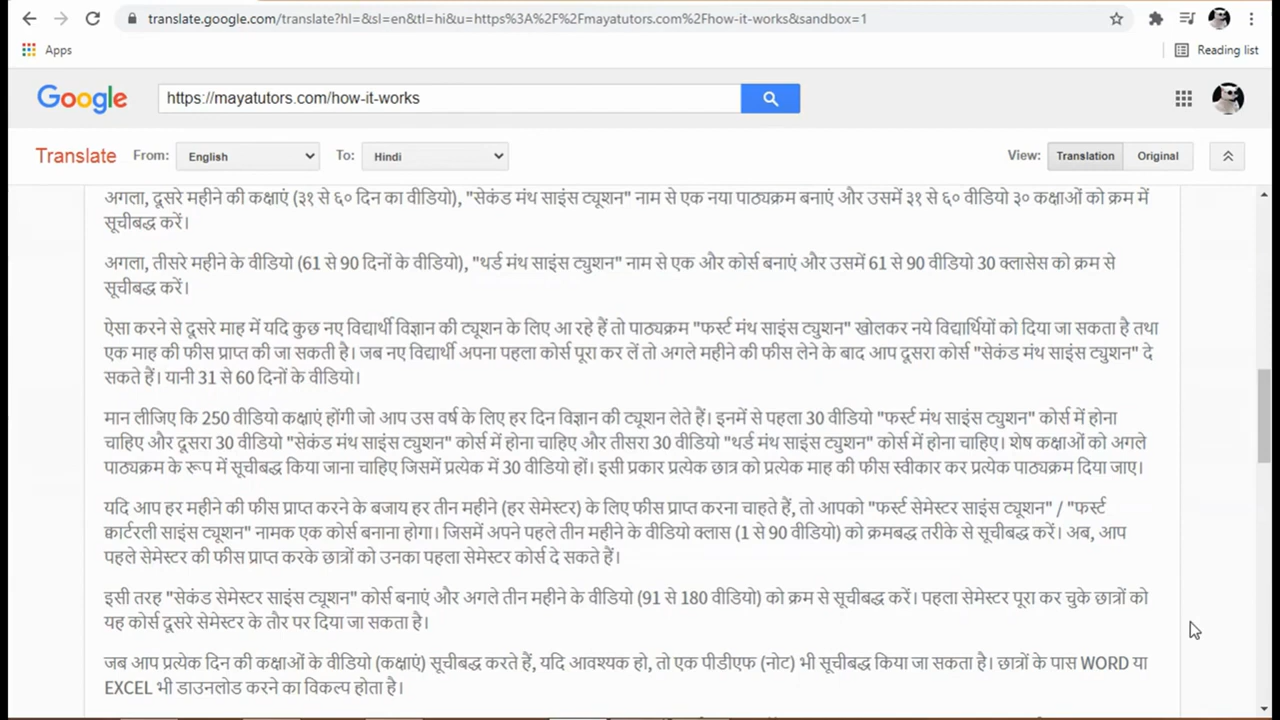 translate.google.com/translate?hl=&sl=en&tl=hi&u=https%3A%2F%2Fmayatutors.com%2Fhow-it-works&sandbox=1
Apps
Reading list
Google
https://mayatutors.com/how-it-works
Translate From: English To: Hindi View: Translation Original
अगला, दूसरे महीने की कक्षाएं (३१ से ६० दिन का वीडियो), "सेकंड मंथ साइंस ट्यूशन" नाम से एक नया पाठ्यक्रम बनाएं और उसमें ३१ से ६० वीडियो ३० कक्षाओं को क्रम में
सूचीबद्ध करें।
अगला, तीसरे महीने के वीडियो (61 से 90 दिनों के वीडियो), "थर्ड मंथ साइंस ट्युशन" नाम से एक और कोर्स बनाएं और उसमें 61 से 90 वीडियो 30 क्लासेस को क्रम से
सूचीबद्ध करें।
ऐसा करने से दूसरे माह में यदि कुछ नए विद्यार्थी विज्ञान की ट्यूशन के लिए आ रहे हैं तो पाठ्यक्रम "फर्स्ट मंथ साइंस ट्यूशन" खोलकर नये विद्यार्थियों को दिया जा सकता है तथा
एक माह की फीस प्राप्त की जा सकती है। जब नए विद्यार्थी अपना पहला कोर्स पूरा कर लें तो अगले महीने की फीस लेने के बाद आप दूसरा कोर्स "सेकंड मंथ साइंस ट्युशन" दे
सकते हैं। यानी 31 से 60 दिनों के वीडियो।
मान लीजिए कि 250 वीडियो कक्षाएं होंगी जो आप उस वर्ष के लिए हर दिन विज्ञान की ट्यूशन लेते हैं। इनमें से पहला 30 वीडियो "फर्स्ट मंथ साइंस ट्युशन" कोर्स में होना
चाहिए और दूसरा 30 वीडियो "सेकंड मंथ साइंस ट्युशन" कोर्स में होना चाहिए और तीसरा 30 वीडियो "थर्ड मंथ साइंस ट्युशन" कोर्स में होना चाहिए। शेष कक्षाओं को अगले
पाठ्यक्रम के रूप में सूचीबद्ध किया जाना चाहिए जिसमें प्रत्येक में 30 वीडियो हों। इसी प्रकार प्रत्येक छात्र को प्रत्येक माह की फीस स्वीकार कर प्रत्येक पाठ्यक्रम दिया जाए।
यदि आप हर महीने की फीस प्राप्त करने के बजाय हर तीन महीने (हर सेमेस्टर) के लिए फीस प्राप्त करना चाहते हैं, तो आपको "फर्स्ट सेमेस्टर साइंस ट्यूशन" / "फर्स्ट
क्वार्टरली साइंस ट्यूशन" नामक एक कोर्स बनाना होगा। जिसमें अपने पहले तीन महीने के वीडियो क्लास (1 से 90 वीडियो) को क्रमबद्ध तरीके से सूचीबद्ध करें। अब, आप
पहले सेमेस्टर की फीस प्राप्त करके छात्रों को उनका पहला सेमेस्टर कोर्स दे सकते हैं।
इसी तरह "सेकंड सेमेस्टर साइंस ट्यूशन" कोर्स बनाएं और अगले तीन महीने के वीडियो (91 से 180 वीडियो) को क्रम से सूचीबद्ध करें। पहला सेमेस्टर पूरा कर चुके छात्रों को
यह कोर्स दूसरे सेमेस्टर के तौर पर दिया जा सकता है।
जब आप प्रत्येक दिन की कक्षाओं के वीडियो (कक्षाएं) सूचीबद्ध करते हैं, यदि आवश्यक हो, तो एक पीडीएफ (नोट) भी सूचीबद्ध किया जा सकता है। छात्रों के पास WORD या
EXCEL भी डाउनलोड करने का विकल्प होता है।